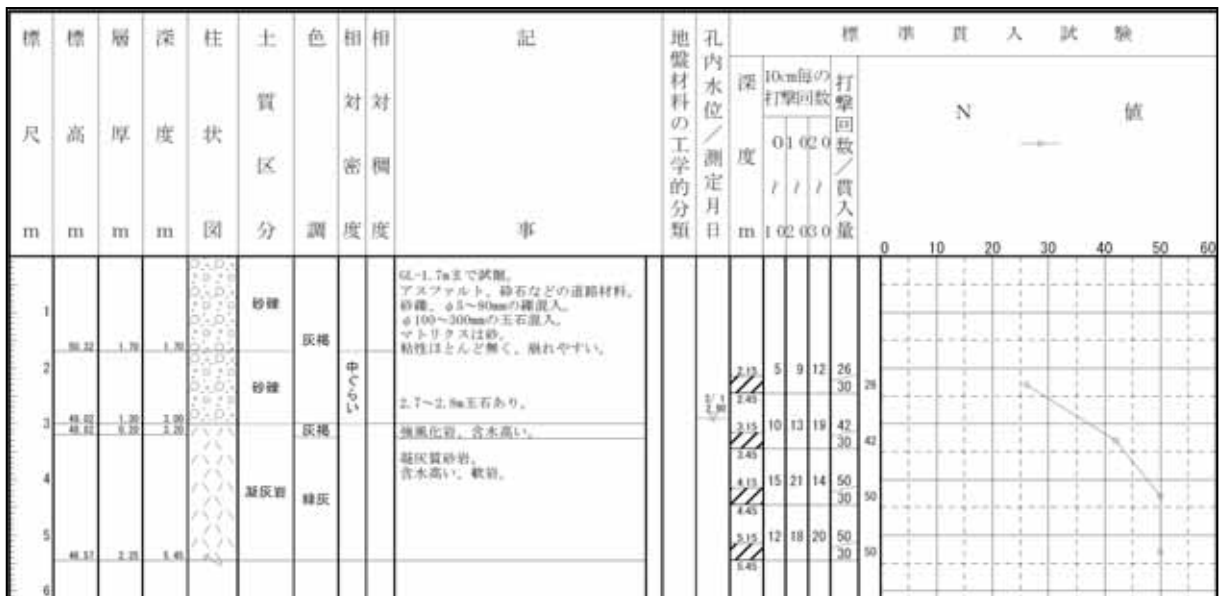 標尺 m
標高 m
層厚 m
深度 m
柱状図
土質区分
色調
相対密度
相対稠度
記事
地盤材料の工学的分類
孔内水位/測定月日
標準貫入試験
深度 m
10cm毎の
打撃回数
0 10 20
~ ~ ~
10 20 30
打撃回数/貫入量
N 値
0 10 20 30 40 50 60
1
2
3
4
5
6
1.70 1.70
1.30 3.00
0.20 3.20
2.25 5.45
砂礫
砂礫
凝灰岩
灰褐
灰褐
緑灰
中ぐらい
GL-1.7mまで試掘。
アスファルト、砕石などの道路材料。
砂礫、φ5~80mmの礫混入。
φ100~300mmの玉石混入。
マトリクスは砂。
粘性ほとんど無く、崩れやすい。
2.7~2.8m玉石あり。
強風化岩、含水高い。
凝灰質砂岩。
含水高い、軟岩。
2.15 5 9 12 26
30 26
2.45
3.15 10 13 19 42
30 42
3.45
4.15 15 21 14 50
30 50
4.45
5.15 12 18 20 50
30 50
5.45